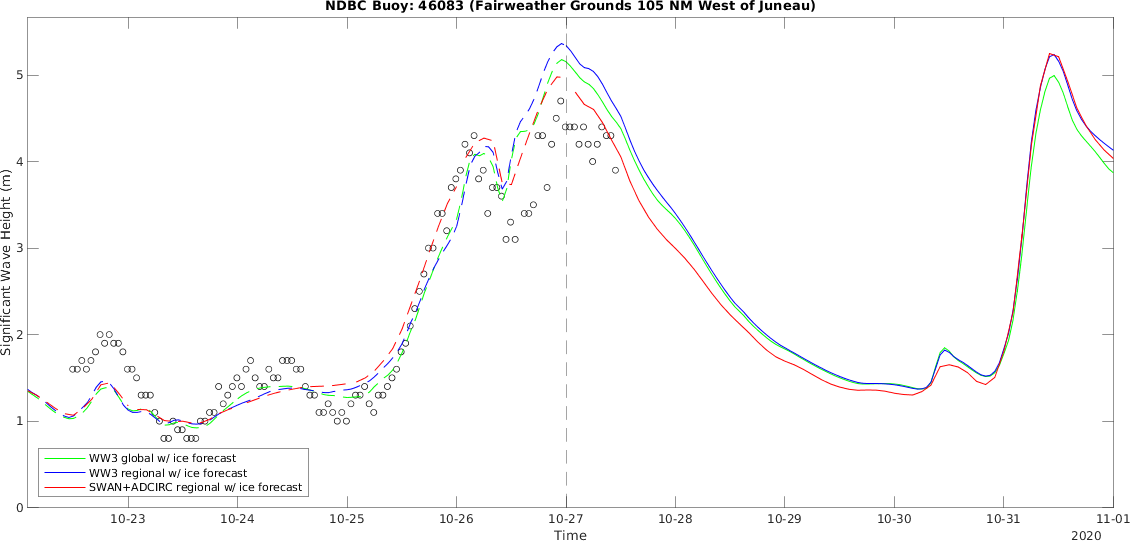 NDBC Buoy: 46083 (Fairweather Grounds 105 NM West of Juneau)
Significant Wave Height (m)
5
4
3
2
1
0
WW3 global w/ ice forecast
WW3 regional w/ ice forecast
SWAN+ADCIRC regional w/ ice forecast
10-23 10-24 10-25 10-26 10-27 10-28 10-29 10-30 10-31 11-01
Time 2020